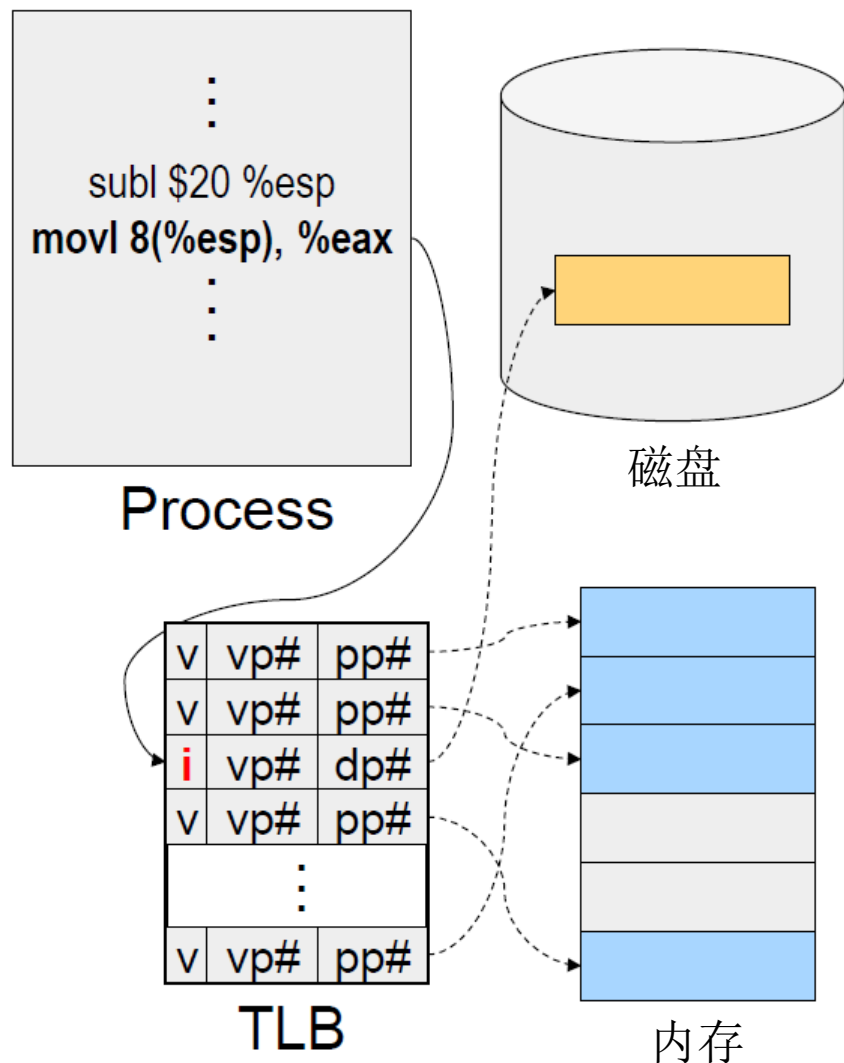 ⋮
subl $20 %esp
movl 8(%esp), %eax
⋮
Process
磁盘
v vp# pp#
v vp# pp#
i vp# dp#
v vp# pp#
⋮
v vp# pp#
TLB
内存